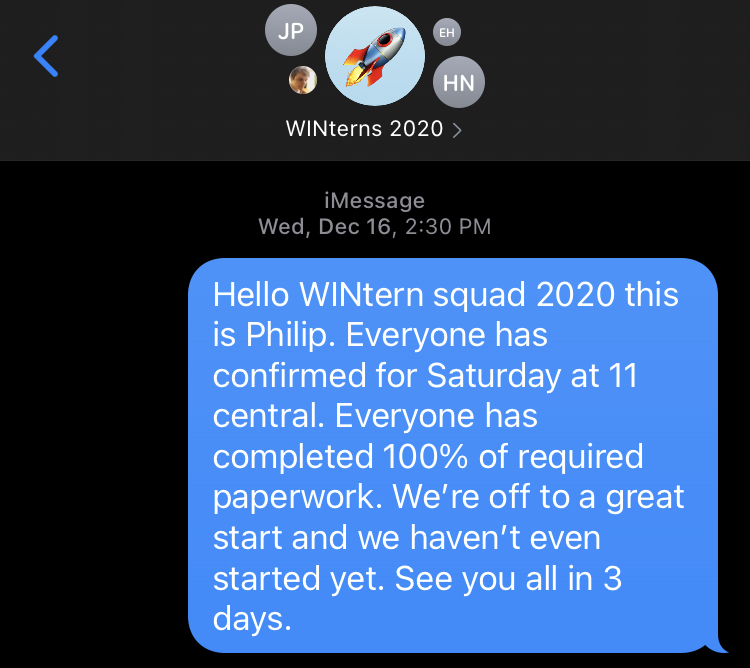 JP
EH
HN
WINterns 2020 >
iMessage
Wed, Dec 16, 2:30 PM
Hello WINtern squad 2020 this
is Philip. Everyone has
confirmed for Saturday at 11
central. Everyone has
completed 100% of required
paperwork. We’re off to a great
start and we haven’t even
started yet. See you all in 3
days.